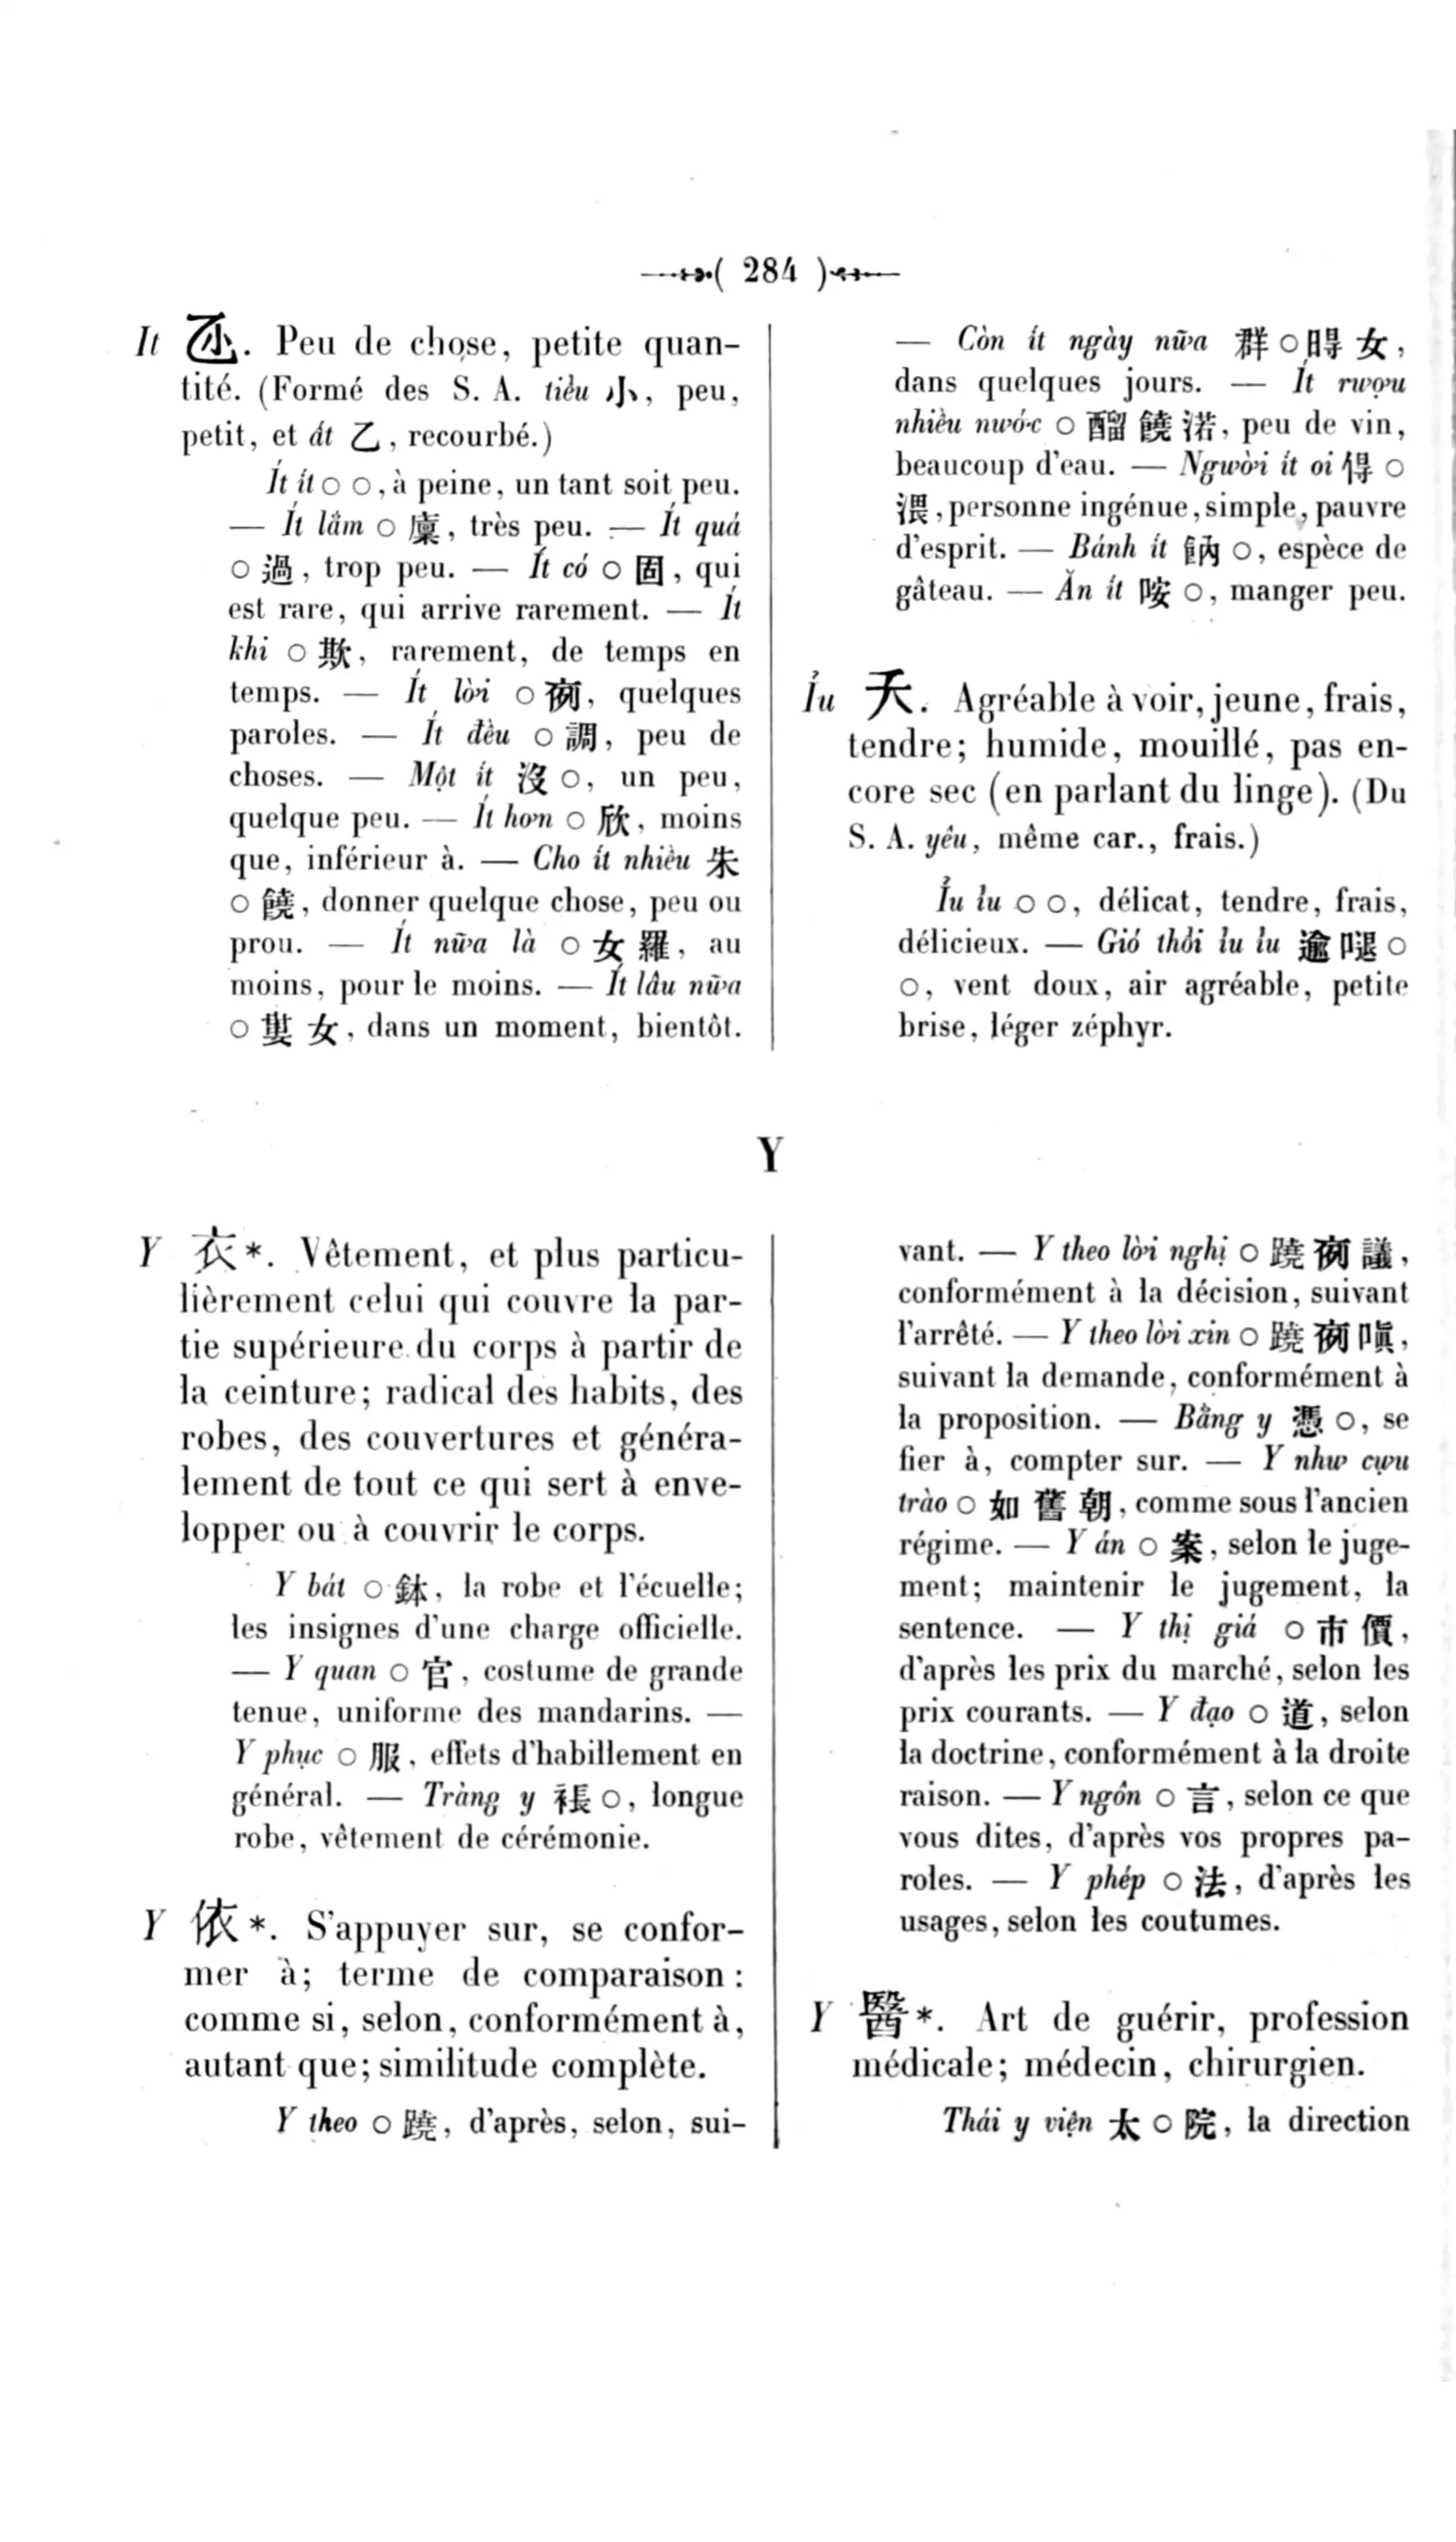 ( 284 )
It 𠃣. Peu de chose, petite quan-
tité. (Formé des S. A. tiểu 小, peu,
petit, et ất 乙, recourbé.)
Ít ít ○ ○, à peine, un tant soit peu.
— Ít lắm ○ 廩, très peu. — Ít quá
○ 過, trop peu. — Ít có ○ 固, qui
est rare, qui arrive rarement. — Ít
khi ○ 欺, rarement, de temps en
temps. — Ít lời ○ 𠳒, quelques
paroles. — Ít đều ○ 調, peu de
choses. — Một ít 沒 ○, un peu,
quelque peu. — Ít hơn ○ 欣, moins
que, inférieur à. — Cho ít nhiều 朱
○ 饒, donner quelque chose, peu ou
prou. — Ít nữa là ○ 女 羅, au
moins, pour le moins. — Ít lâu nữa
○ 婁 女, dans un moment, bientôt.
— Còn ít ngày nữa 群 ○ 㝵 女,
dans quelques jours. — Ít rượu
nhiều nước ○ 醪 饒 渃, peu de vin,
beaucoup d'eau. — Người ít oi 㝵 ○
渨, personne ingénue, simple, pauvre
d'esprit. — Bánh ít 䬧 ○, espèce de
gâteau. — Ăn ít 咹 ○, manger peu.
Ỉu 夭. Agréable à voir, jeune, frais,
tendre; humide, mouillé, pas en-
core sec (en parlant du linge). (Du
S. A. yêu, même car., frais.)
Ỉu ỉu ○ ○, délicat, tendre, frais,
délicieux. — Gió thổi ỉu ỉu 逾 𠺙 ○
○, vent doux, air agréable, petite
brise, léger zéphyr.
Y
Y 衣 *. Vêtement, et plus particu-
lièrement celui qui couvre la par-
tie supérieure du corps à partir de
la ceinture; radical des habits, des
robes, des couvertures et généra-
lement de tout ce qui sert à enve-
lopper ou à couvrir le corps.
Y bát ○ 鉢, la robe et l'écuelle;
les insignes d'une charge officielle.
— Y quan ○ 官, costume de grande
tenue, uniforme des mandarins. —
Y phục ○ 服, effets d'habillement en
général. — Tràng y 裖 ○, longue
robe, vêtement de cérémonie.
Y 依 *. S'appuyer sur, se confor-
mer à; terme de comparaison :
comme si, selon, conformément à,
autant que; similitude complète.
Y theo ○ 蹺, d'après, selon, sui-
vant. — Y theo lời nghị ○ 蹺 𠳒 議,
conformément à la décision, suivant
l'arrêté. — Y theo lời xin ○ 蹺 𠳒 嗔,
suivant la demande, conformément à
la proposition. — Bằng y 憑 ○, se
fier à, compter sur. — Y như cựu
trào ○ 如 舊 朝, comme sous l'ancien
régime. — Y án ○ 案, selon le juge-
ment; maintenir le jugement, la
sentence. — Y thị giá ○ 市 價,
d'après les prix du marché, selon les
prix courants. — Y đạo ○ 道, selon
la doctrine, conformément à la droite
raison. — Y ngôn ○ 言, selon ce que
vous dites, d'après vos propres pa-
roles. — Y phép ○ 法, d'après les
usages, selon les coutumes.
Y 醫 *. Art de guérir, profession
médicale; médecin, chirurgien.
Thái y viện 太 ○ 院, la direction